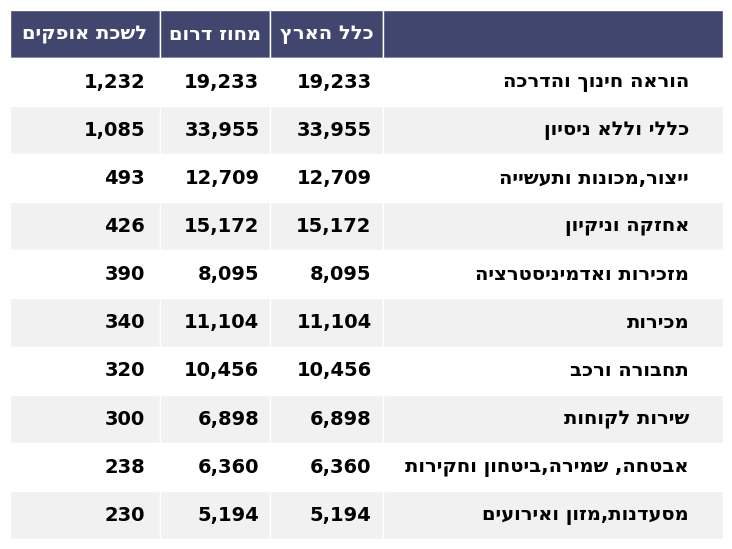 כלל הארץ מחוז דרום לשכת אופקים
הוראה חינוך והדרכה 19,233 19,233 1,232
כללי וללא ניסיון 33,955 33,955 1,085
ייצור,מכונות ותעשייה 12,709 12,709 493
אחזקה וניקיון 15,172 15,172 426
מזכירות ואדמיניסטרציה 8,095 8,095 390
מכירות 11,104 11,104 340
תחבורה ורכב 10,456 10,456 320
שירות לקוחות 6,898 6,898 300
אבטחה, שמירה,ביטחון וחקירות 6,360 6,360 238
מסעדנות,מזון ואירועים 5,194 5,194 230